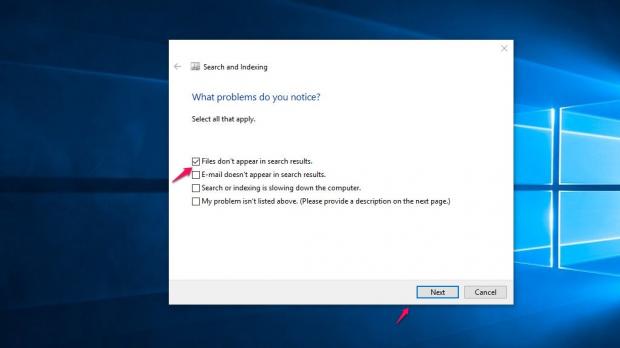 Search and Indexing
What problems do you notice?
Select all that apply.
Files don't appear in search results.
E-mail doesn't appear in search results.
Search or indexing is slowing down the computer.
My problem isn't listed above. (Please provide a description on the next page.)
Next Cancel